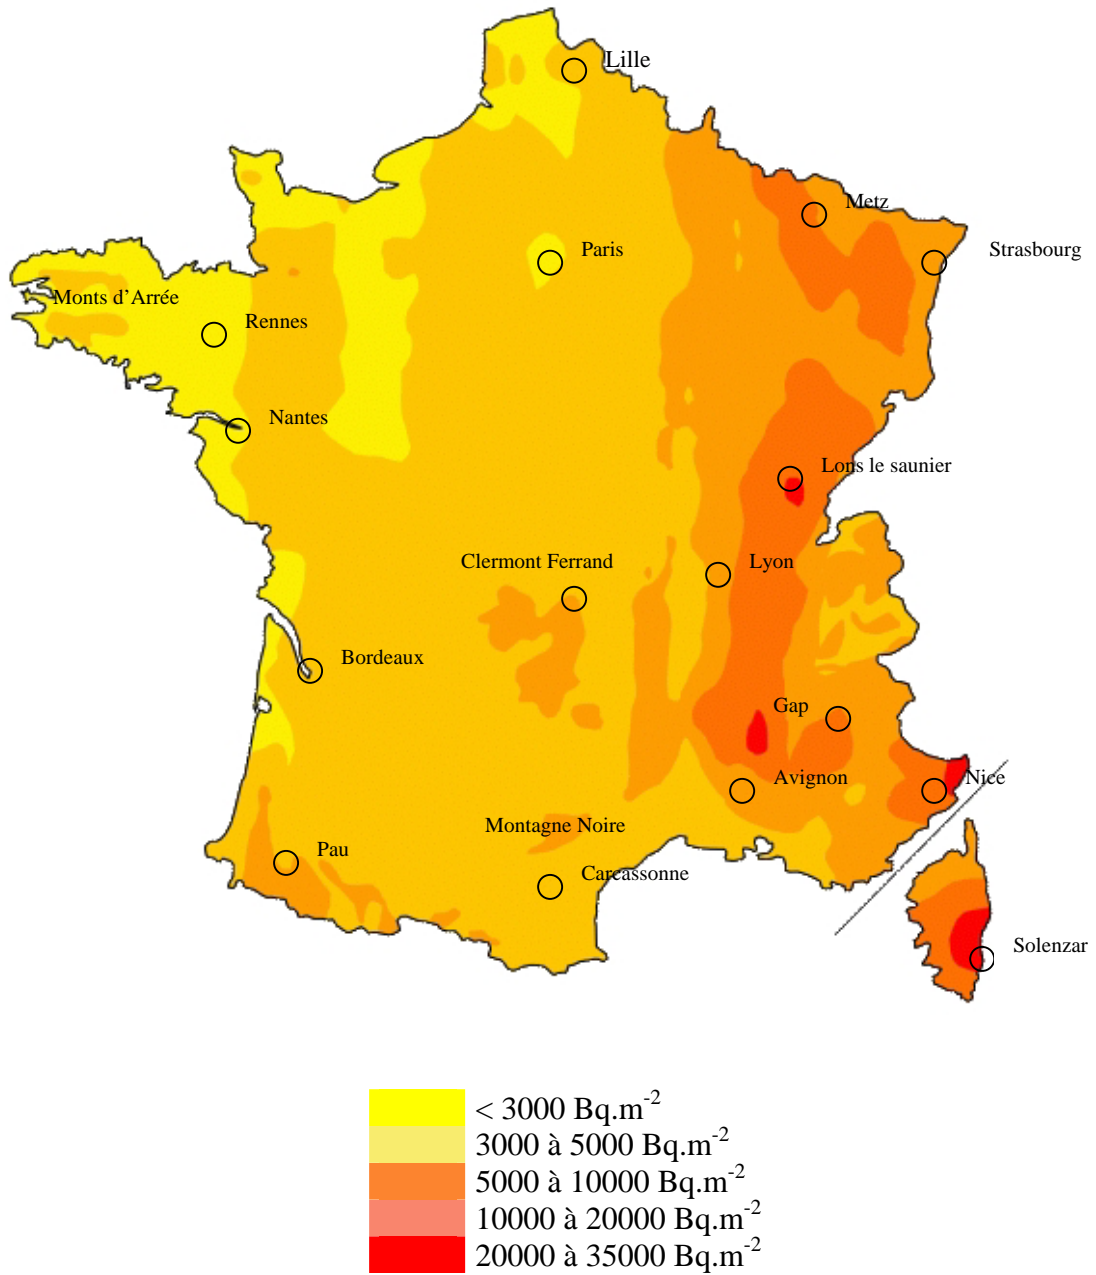 Lille
Metz
Paris
Strasbourg
Monts d’Arrée
Rennes
Nantes
Lons le saunier
Clermont Ferrand
Lyon
Bordeaux
Gap
Avignon
Nice
Montagne Noire
Pau
Carcassonne
Solenzar
< 3000 Bq.m-2
3000 à 5000 Bq.m-2
5000 à 10000 Bq.m-2
10000 à 20000 Bq.m-2
20000 à 35000 Bq.m-2